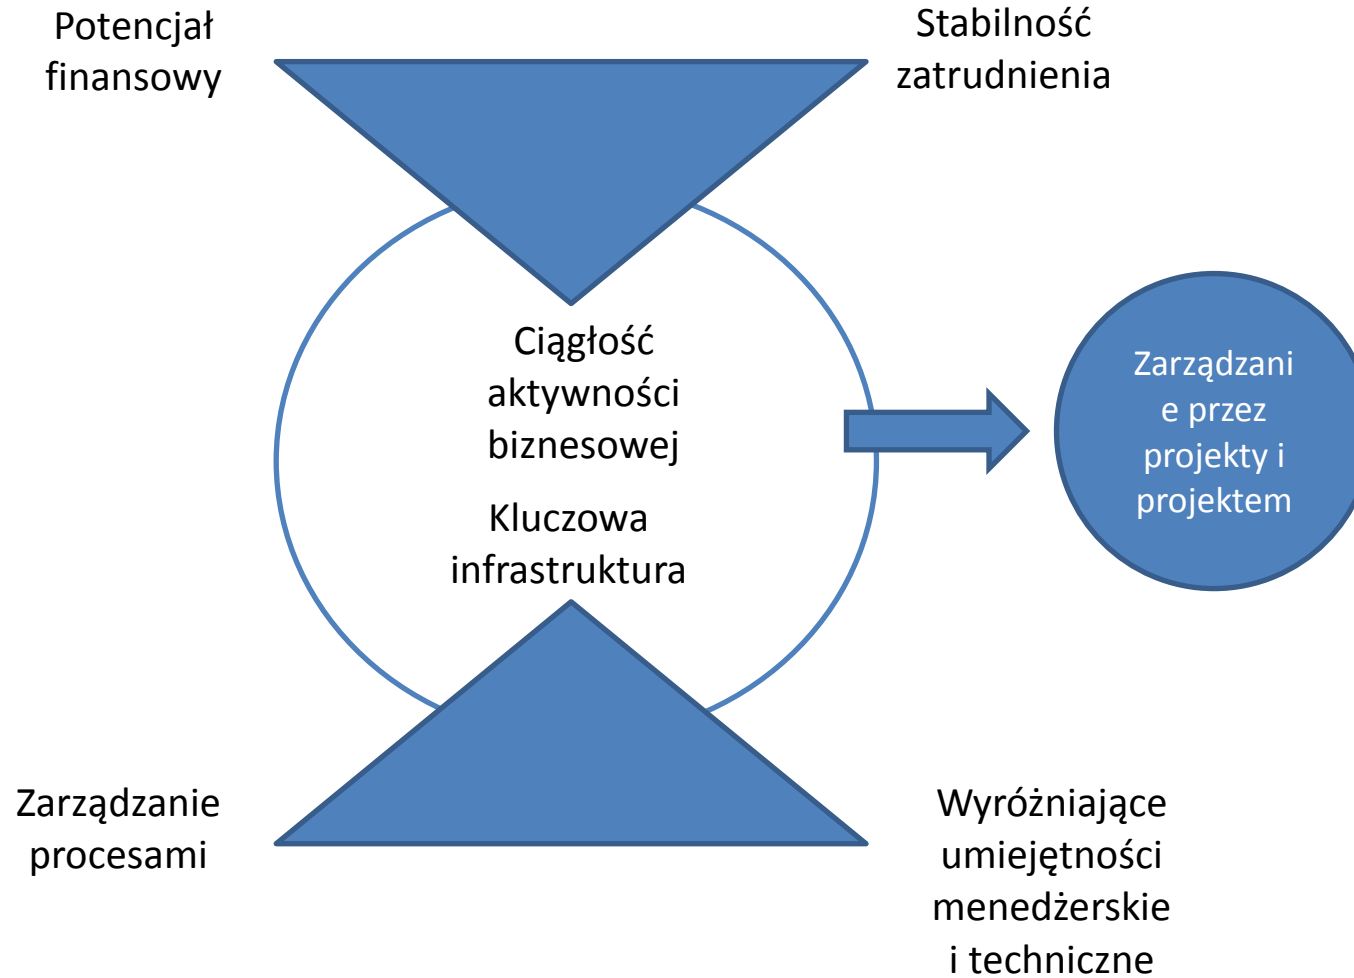 Potencjał
finansowy
Stabilność
zatrudnienia
Ciągłość
aktywności
biznesowej
Kluczowa
infrastruktura
Zarządzani
e przez
projekty i
projektem
Zarządzanie
procesami
Wyróżniające
umiejętności
menedżerskie
i techniczne